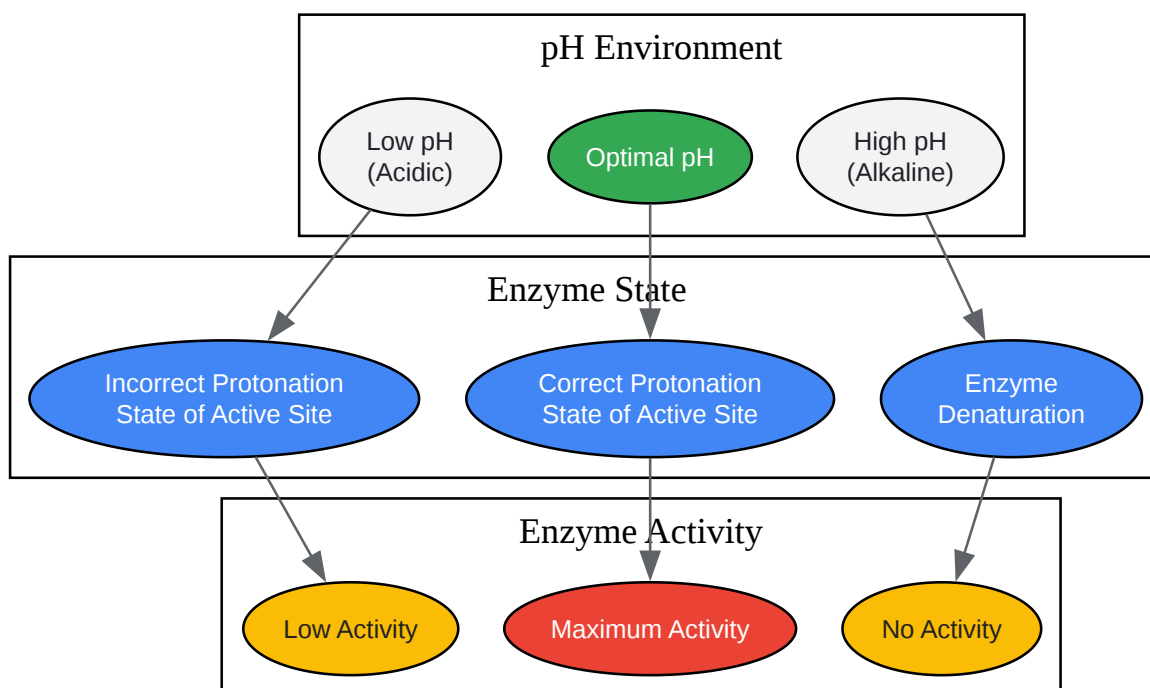 pH Environment
Low pH
(Acidic)
Optimal pH
High pH
(Alkaline)
Enzyme State
Incorrect Protonation
State of Active Site
Correct Protonation
State of Active Site
Enzyme
Denaturation
Enzyme Activity
Low Activity
Maximum Activity
No Activity